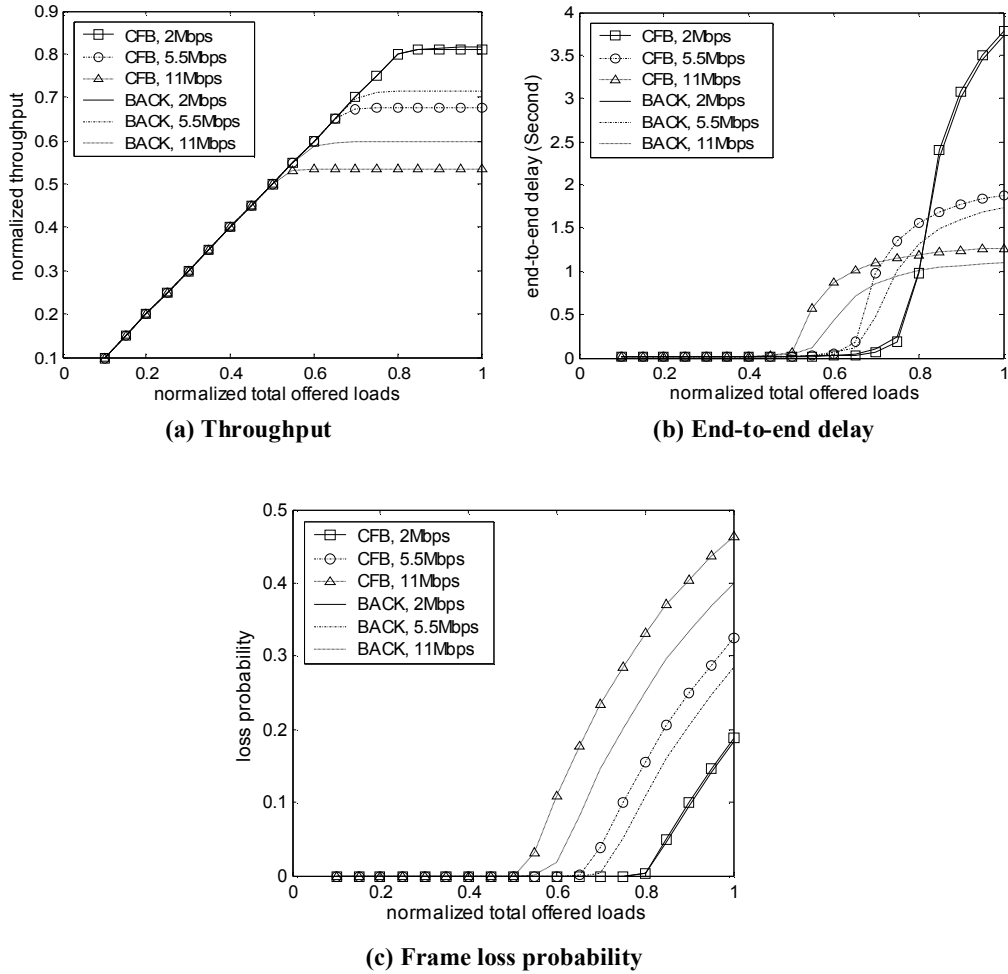 CFB, 2Mbps
CFB, 5.5Mbps
CFB, 11Mbps
BACK, 2Mbps
BACK, 5.5Mbps
BACK, 11Mbps
0.9
0.8
0.7
0.6
0.5
0.4
0.3
0.2
0.1
normalized throughput
0 0.2 0.4 0.6 0.8 1
normalized total offered loads
(a) Throughput
CFB, 2Mbps
CFB, 5.5Mbps
CFB, 11Mbps
BACK, 2Mbps
BACK, 5.5Mbps
BACK, 11Mbps
4
3.5
3
2.5
2
1.5
1
0.5
0
end-to-end delay (Second)
0 0.2 0.4 0.6 0.8 1
normalized total offered loads
(b) End-to-end delay
CFB, 2Mbps
CFB, 5.5Mbps
CFB, 11Mbps
BACK, 2Mbps
BACK, 5.5Mbps
BACK, 11Mbps
0.5
0.4
0.3
0.2
0.1
0
loss probability
0 0.2 0.4 0.6 0.8 1
normalized total offered loads
(c) Frame loss probability